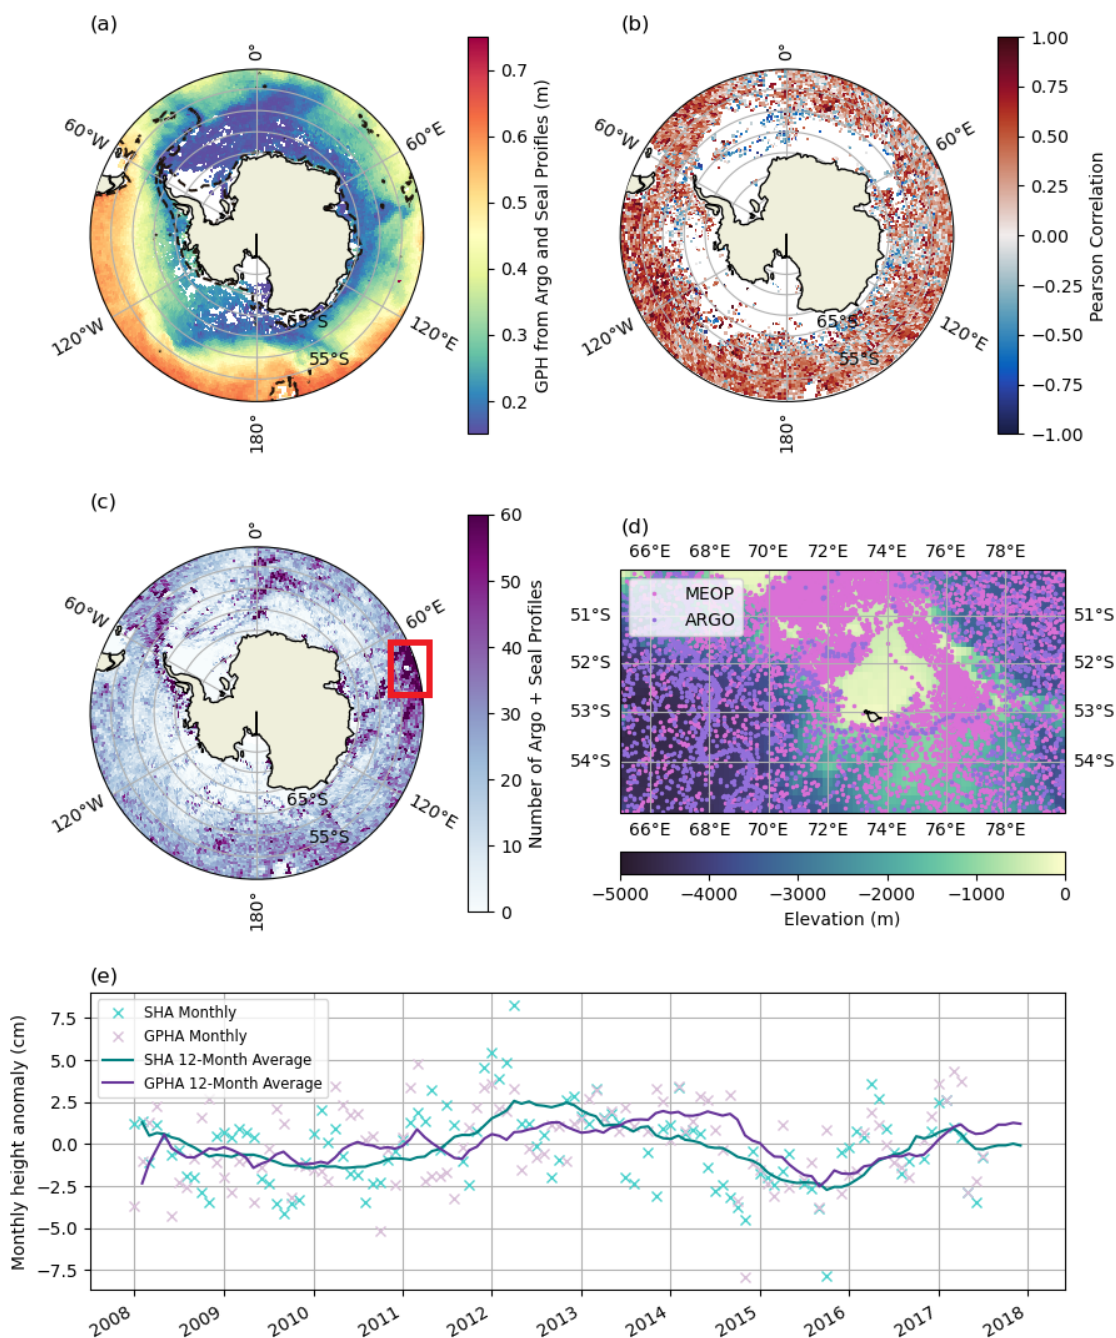 (a)
0°
60°W
60°E
120°W
120°E
65°S
55°S
180°
0.7
0.6
0.5
0.4
0.3
0.2
GPH from Argo and Seal Proififles (m)
(b)
0°
60°W
60°E
120°W
120°E
65°S
55°S
180°
1.00
0.75
0.50
0.25
0.00
−0.25
−0.50
−0.75
−1.00
Pearson Correlation
(c)
0°
60°W
60°E
120°W
120°E
65°S
55°S
180°
60
50
40
30
20
10
0
Number of Argo + Seal Profiles
(d)
66°E 68°E 70°E 72°E 74°E 76°E 78°E
MEOP
ARGO
51°S 51°S
52°S 52°S
53°S 53°S
54°S 54°S
66°E 68°E 70°E 72°E 74°E 76°E 78°E
−5000 −4000 −3000 −2000 −1000 0
Elevation (m)
(e)
Monthly height anomaly (cm)
7.5
5.0
2.5
0.0
−2.5
−5.0
−7.5
SHA Monthly
GPHA Monthly
SHA 12-Month Average
GPHA 12-Month Average
2008 2009 2010 2011 2012 2013 2014 2015 2016 2017 2018